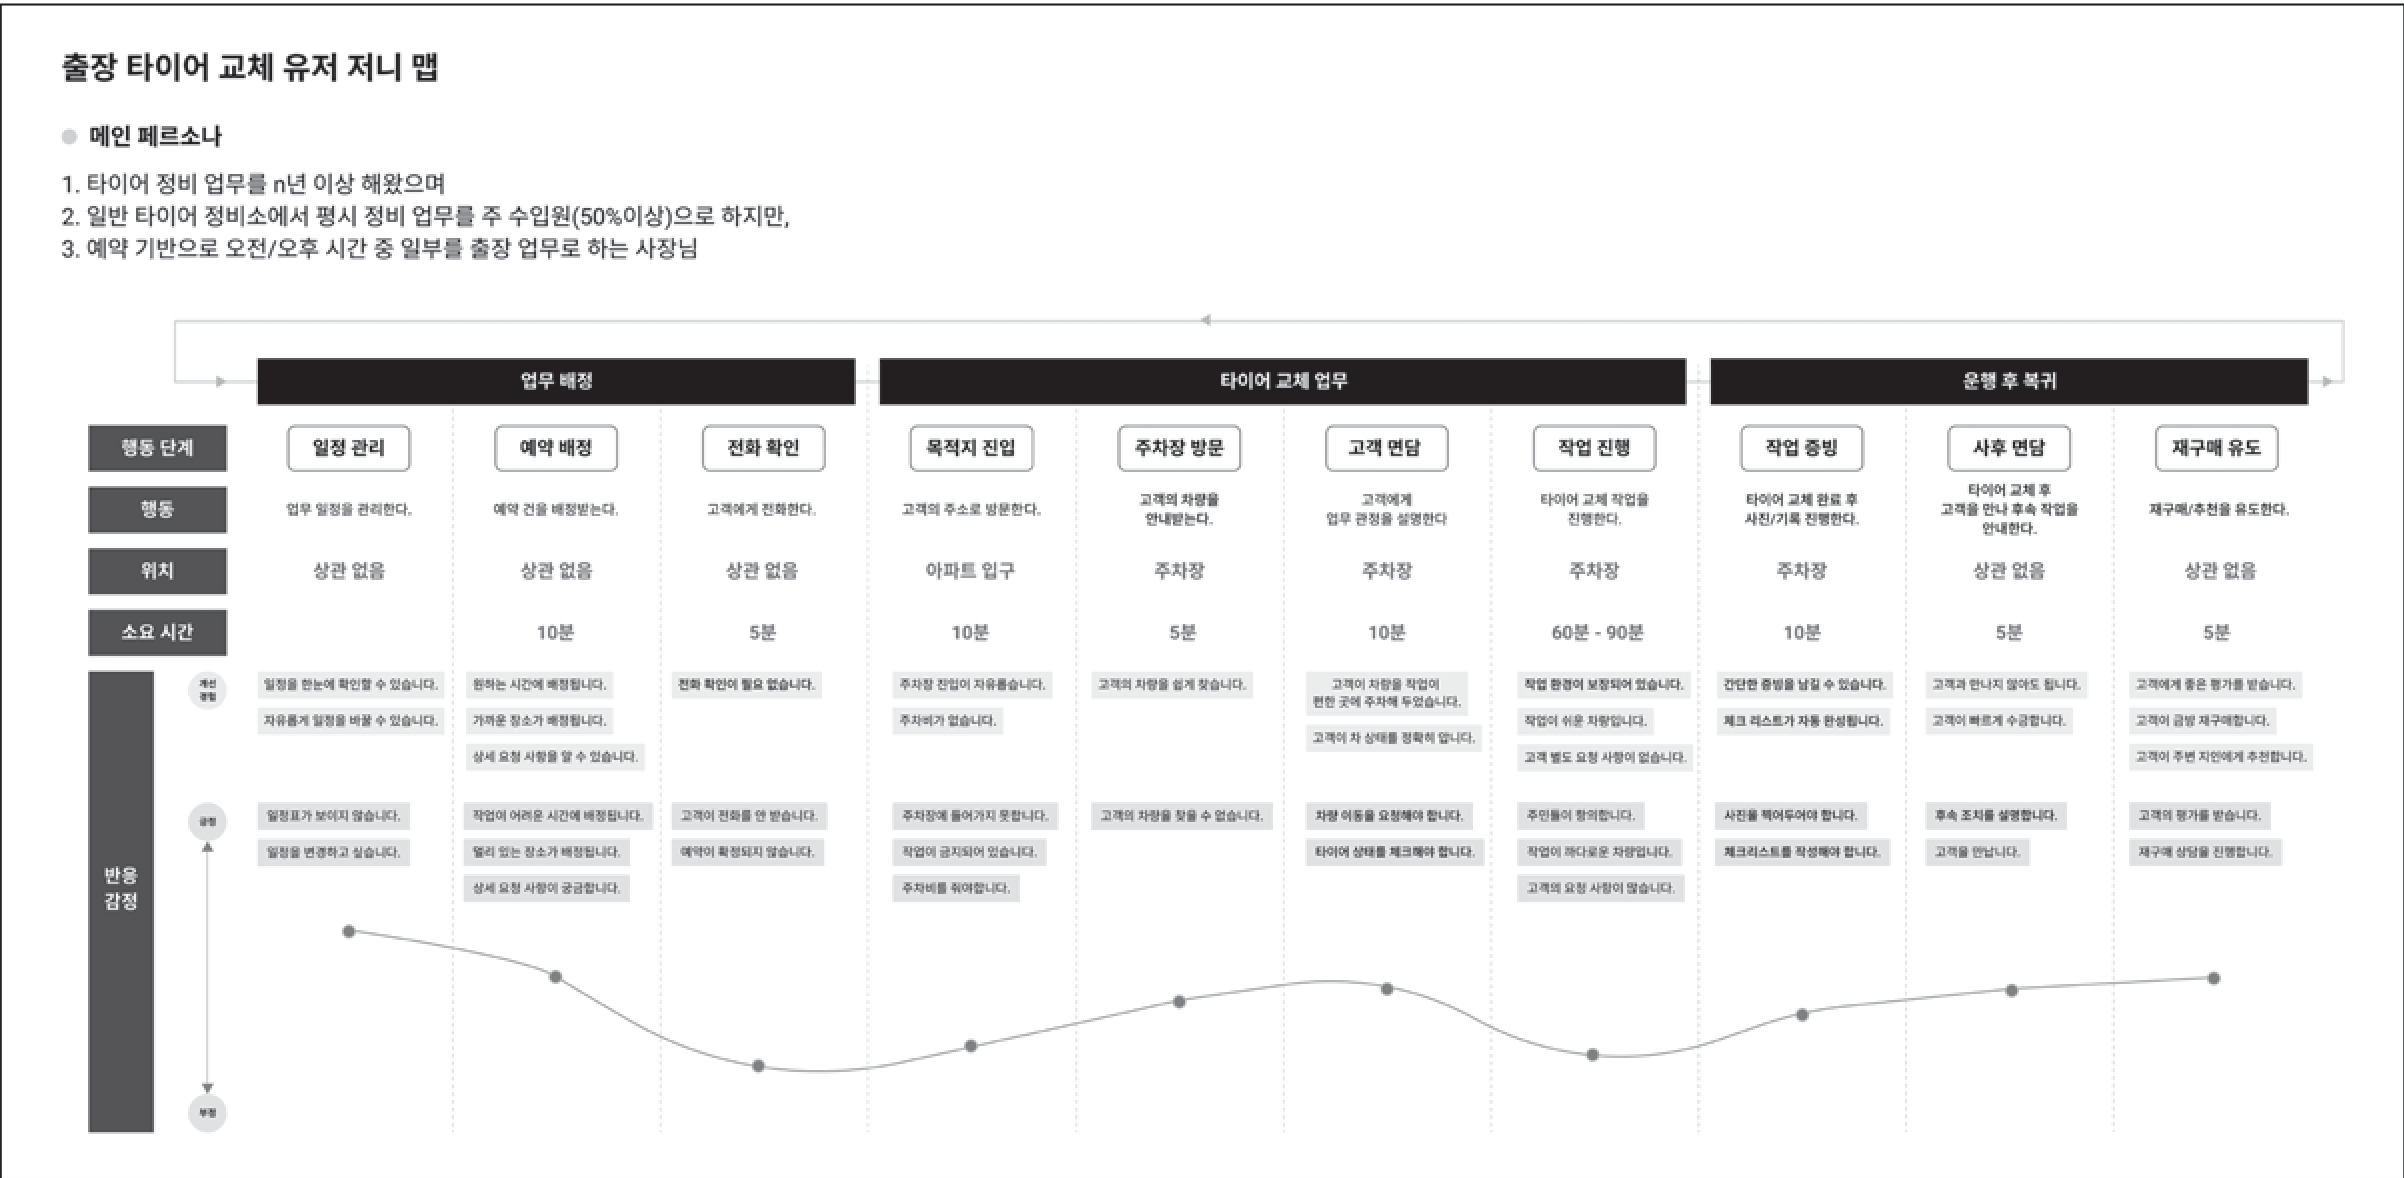 출장 타이어 교체 유저 저니 맵
메인 페르소나
1. 타이어 정비 업무를 n년 이상 해왔으며
2. 일반 타이어 정비소에서 평시 정비 업무를 주 수입원(50%이상)으로 하지만,
3. 예약 기반으로 오전/오후 시간 중 일부를 출장 업무로 하는 사장님
업무 배정
타이어 교체 업무
운행 후 복귀
행동 단계
일정 관리
예약 배정
전화 확인
목적지 진입
주차장 방문
고객 면담
작업 진행
작업 증빙
사후 면담
재구매 유도
행동
업무 일정을 관리한다.
예약 건을 배정받는다.
고객에게 전화한다.
고객의 주소로 방문한다.
고객의 차량을
안내받는다.
고객에게
업무 관정을 설명한다
타이어 교체 작업을
진행한다.
타이어 교체 완료 후
사진/기록 진행한다.
타이어 교체 후
고객을 만나 후속 작업을
안내한다.
재구매/추천을 유도한다.
위치
상관 없음
상관 없음
상관 없음
아파트 입구
주차장
주차장
주차장
주차장
상관 없음
상관 없음
소요 시간
10분
5분
10분
5분
10분
60분 - 90분
10분
5분
5분
반응
감정
개선
경험
일정을 한눈에 확인할 수 있습니다.
자유롭게 일정을 바꿀 수 있습니다.
원하는 시간에 배정됩니다.
가까운 장소가 배정됩니다.
상세 요청 사항을 알 수 있습니다.
전화 확인이 필요 없습니다.
주차장 진입이 자유롭습니다.
주차비가 없습니다.
고객의 차량을 쉽게 찾습니다.
고객이 차량을 작업이
편한 곳에 주차해 두었습니다.
고객이 차 상태를 정확히 압니다.
작업 환경이 보장되어 있습니다.
작업이 쉬운 차량입니다.
고객 별도 요청 사항이 없습니다.
간단한 증빙을 남길 수 있습니다.
체크 리스트가 자동 완성됩니다.
고객과 만나지 않아도 됩니다.
고객이 빠르게 수긍합니다.
고객에게 좋은 평가를 받습니다.
고객이 금방 재구매합니다.
고객이 주변 지인에게 추천합니다.
긍정
일정표가 보이지 않습니다.
일정을 변경하고 싶습니다.
작업이 어려운 시간에 배정됩니다.
멀리 있는 장소가 배정됩니다.
상세 요청 사항이 궁금합니다.
고객이 전화를 안 받습니다.
예약이 확정되지 않습니다.
주차장에 들어가지 못합니다.
작업이 금지되어 있습니다.
주차비를 줘야합니다.
고객의 차량을 찾을 수 없습니다.
차량 이동을 요청해야 합니다.
타이어 상태를 체크해야 합니다.
주민들이 항의합니다.
작업이 까다로운 차량입니다.
고객의 요청 사항이 많습니다.
사진을 찍어두어야 합니다.
체크리스트를 작성해야 합니다.
후속 조치를 설명합니다.
고객을 만납니다.
고객의 평가를 받습니다.
재구매 상담을 진행합니다.
부정